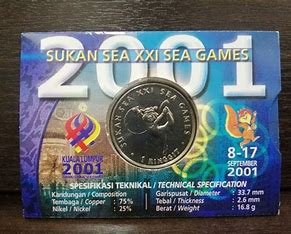 2001
SUKAN SEA XXI SEA GAMES
SUKAN SEA XXI SEA GAMES
1 RINGGIT
KUALA LUMPUR
2001
8-17
SEPTEMBER
2001
SPESIFIKASI TEKNIKAL / TECHNICAL SPECIFICATION
Kandungan / Composition
Tembaga / Copper : 75%
Nikel / Nickel : 25%
Garispusat / Diameter : 33.7 mm
Tebal / Thickness : 2.6 mm
Berat / Weight : 16.8 g